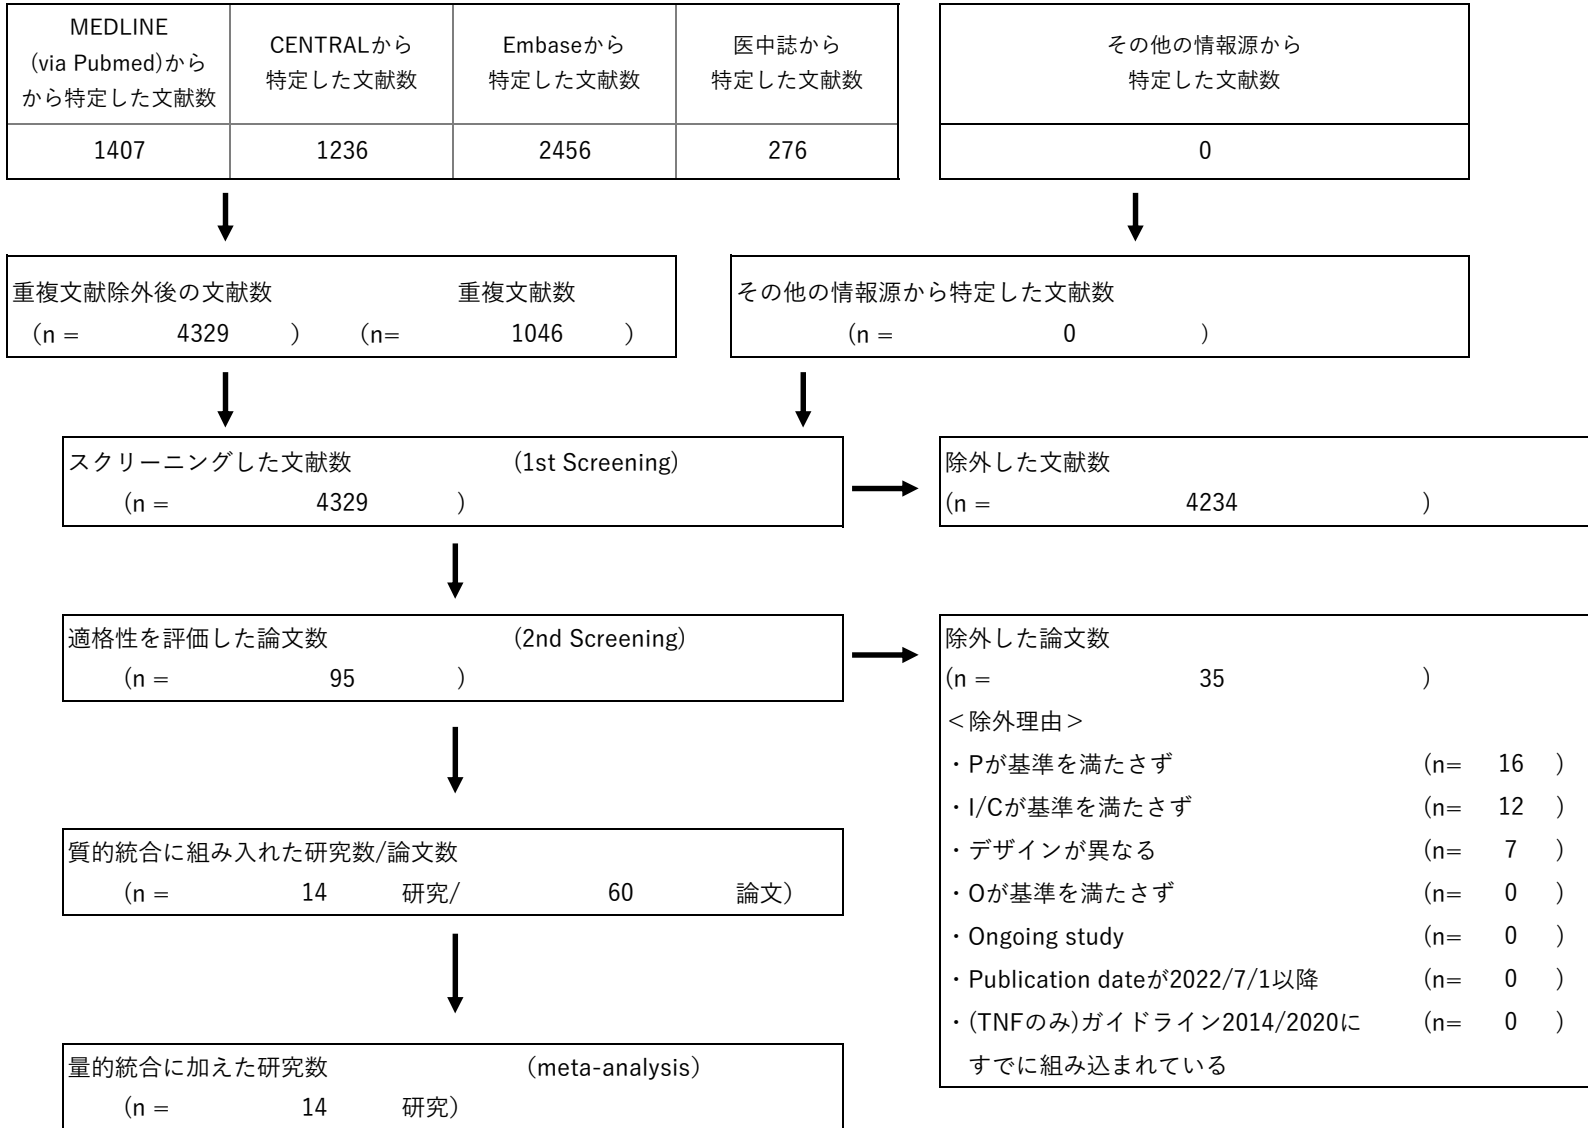 MEDLINE
(via Pubmed)から
から特定した文献数
CENTRALから
特定した文献数
Embaseから
特定した文献数
医中誌から
特定した文献数
その他の情報源から
特定した文献数
1407
1236
2456
276
0
重複文献除外後の文献数 重複文献数
(n = 4329 ) (n= 1046 )
その他の情報源から特定した文献数
(n = 0 )
スクリーニングした文献数 (1st Screening)
(n = 4329 )
除外した文献数
(n = 4234 )
適格性を評価した論文数 (2nd Screening)
(n = 95 )
除外した論文数
(n = 35 )
＜除外理由＞
・Pが基準を満たさず (n= 16 )
・I/Cが基準を満たさず (n= 12 )
・デザインが異なる (n= 7 )
・Oが基準を満たさず (n= 0 )
・Ongoing study (n= 0 )
・Publication dateが2022/7/1以降 (n= 0 )
・(TNFのみ)ガイドライン2014/2020に (n= 0 )
すでに組み込まれている
質的統合に組み入れた研究数/論文数
(n = 14 研究/ 60 論文)
量的統合に加えた研究数 (meta-analysis)
(n = 14 研究)